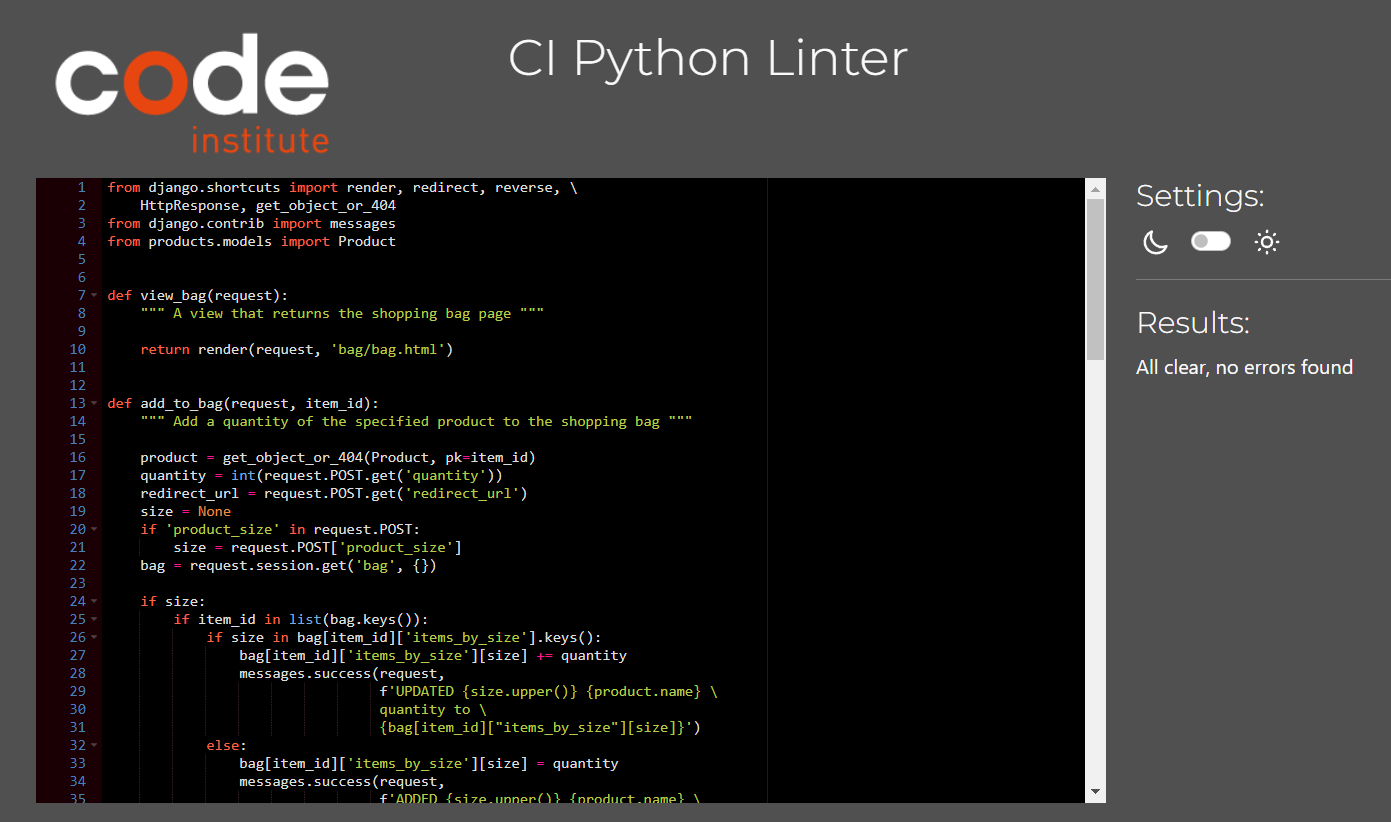 code
institute
CI Python Linter
1 from django.shortcuts import render, redirect, reverse, \
2     HttpResponse, get_object_or_404
3 from django.contrib import messages
4 from products.models import Product
5
6
7 def view_bag(request):
8     """ A view that returns the shopping bag page """
9
10     return render(request, 'bag/bag.html')
11
12
13 def add_to_bag(request, item_id):
14     """ Add a quantity of the specified product to the shopping bag """
15
16     product = get_object_or_404(Product, pk=item_id)
17     quantity = int(request.POST.get('quantity'))
18     redirect_url = request.POST.get('redirect_url')
19     size = None
20     if 'product_size' in request.POST:
21         size = request.POST['product_size']
22     bag = request.session.get('bag', {})
23
24     if size:
25         if item_id in list(bag.keys()):
26             if size in bag[item_id]['items_by_size'].keys():
27                 bag[item_id]['items_by_size'][size] += quantity
28                 messages.success(request,
29                                  f'UPDATED {size.upper()} {product.name} \
30                                  quantity to \
31                                  {bag[item_id]["items_by_size"][size]}')
32             else:
33                 bag[item_id]['items_by_size'][size] = quantity
34                 messages.success(request,
35                                  f'ADDED {size.upper()} {product.name} \
Settings:
Results:
All clear, no errors found